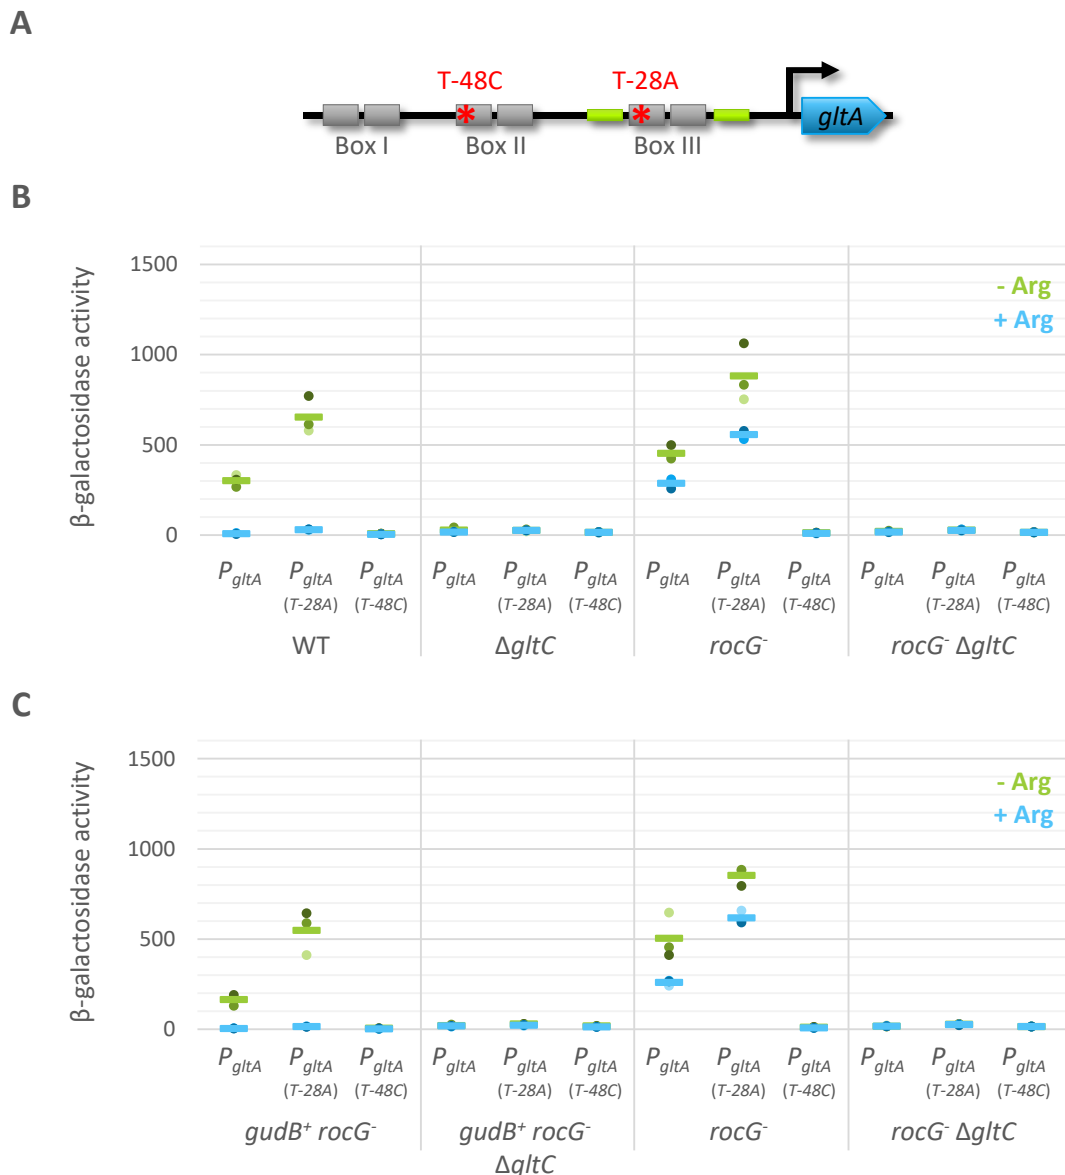 A
T-48C T-28A
gltA
Box I Box II Box III
B
β-galactosidase activity
1500
1000
500
0
- Arg
+ Arg
PgltA PgltA PgltA PgltA PgltA PgltA PgltA PgltA PgltA PgltA PgltA PgltA
(T-28A) (T-48C) (T-28A) (T-48C) (T-28A) (T-48C) (T-28A) (T-48C)
WT ΔgltC rocG- rocG- ΔgltC
C
β-galactosidase activity
1500
1000
500
0
- Arg
+ Arg
PgltA PgltA PgltA PgltA PgltA PgltA PgltA PgltA PgltA PgltA PgltA PgltA
(T-28A) (T-48C) (T-28A) (T-48C) (T-28A) (T-48C) (T-28A) (T-48C)
gudB+ rocG- gudB+ rocG- rocG- rocG- ΔgltC
ΔgltC